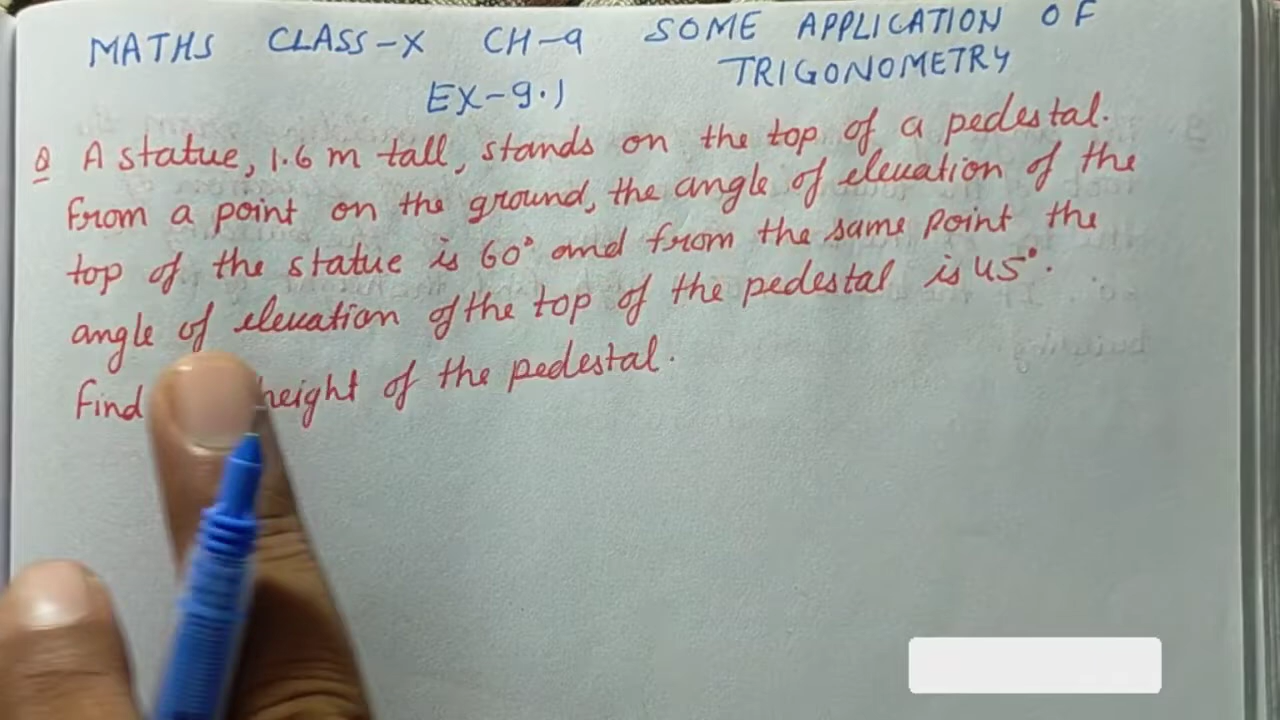 MATHS CLASS-X CH-9 SOME APPLICATION OF
TRIGONOMETRY
EX-9.1
Q A statue, 1.6 m tall, stands on the top of a pedestal.
From a point on the ground, the angle of elevation of the
top of the statue is 60° and from the same point the
angle of elevation of the top of the pedestal is 45°.
Find height of the pedestal.